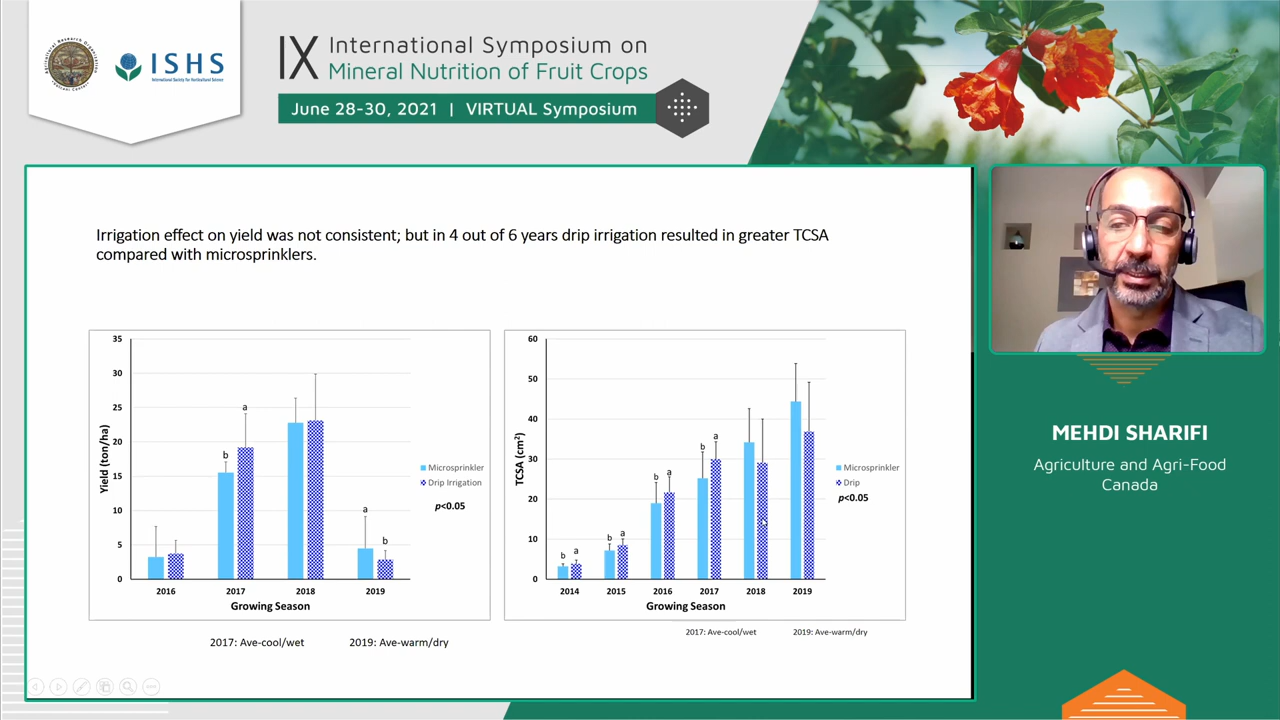 ISHS
International Society for Horticultural Science
IX International Symposium on
Mineral Nutrition of Fruit Crops
June 28-30, 2021 | VIRTUAL Symposium
Irrigation effect on yield was not consistent; but in 4 out of 6 years drip irrigation resulted in greater TCSA
compared with microsprinklers.
35
30
25
20
15
10
5
0
Yield (ton/ha)
b
a
a
b
2016
2017
2018
2019
Growing Season
Microsprinkler
Drip Irrigation
p<0.05
2017: Ave-cool/wet
2019: Ave-warm/dry
60
50
40
30
20
10
0
TCSA (cm²)
b
a
b
a
b
a
b
a
2014
2015
2016
2017
2018
2019
Growing Season
Microsprinkler
Drip
p<0.05
2017: Ave-cool/wet
2019: Ave-warm/dry
MEHDI SHARIFI
Agriculture and Agri-Food
Canada